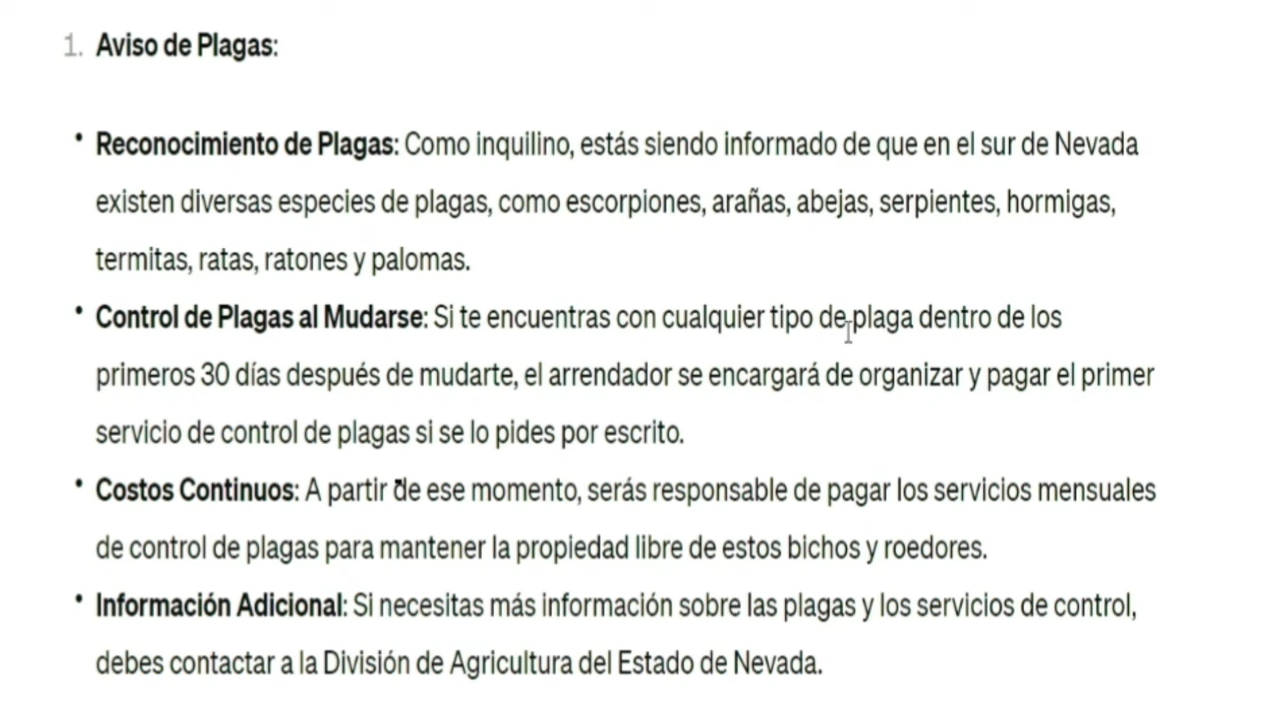 1. Aviso de Plagas:
• Reconocimiento de Plagas: Como inquilino, estás siendo informado de que en el sur de Nevada
existen diversas especies de plagas, como escorpiones, arañas, abejas, serpientes, hormigas,
termitas, ratas, ratones y palomas.
• Control de Plagas al Mudarse: Si te encuentras con cualquier tipo de plaga dentro de los
primeros 30 días después de mudarte, el arrendador se encargará de organizar y pagar el primer
servicio de control de plagas si se lo pides por escrito.
• Costos Continuos: A partir de ese momento, serás responsable de pagar los servicios mensuales
de control de plagas para mantener la propiedad libre de estos bichos y roedores.
• Información Adicional: Si necesitas más información sobre las plagas y los servicios de control,
debes contactar a la División de Agricultura del Estado de Nevada.